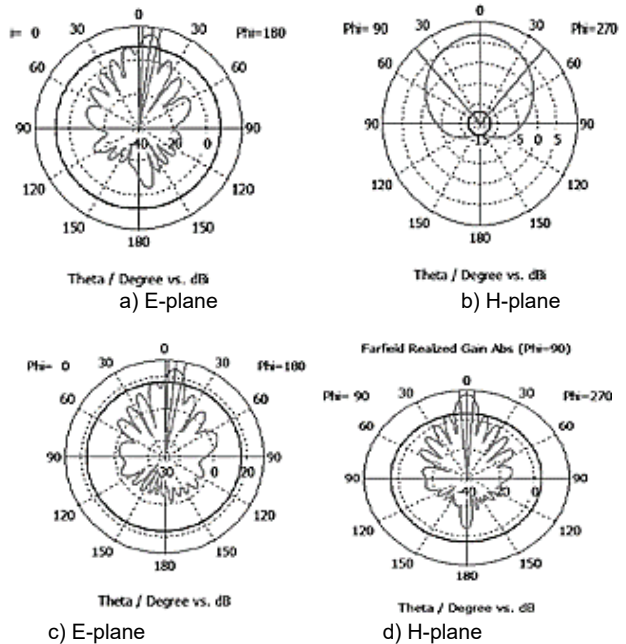 0
i= 0 30 30 Phi=180
60 60
90 -40 -20 0 90
120 120
150 150
180
Theta / Degree vs. dBi
a) E-plane
0
Phi= 90 30 30 Phi=270
60 60
90 -15 -5 0 5 90
120 120
150 150
180
Theta / Degree vs. dBi
b) H-plane
0
Phi= 0 30 30 Phi=180
60 60
90 30 0 20 90
120 120
150 150
180
Theta / Degree vs. dB
c) E-plane
Farfield Realized Gain Abs (Phi=90)
0
Phi= 90 30 30 Phi=270
60 60
90 -40 -20 0 90
120 120
150 150
180
Theta / Degree vs. dB
d) H-plane